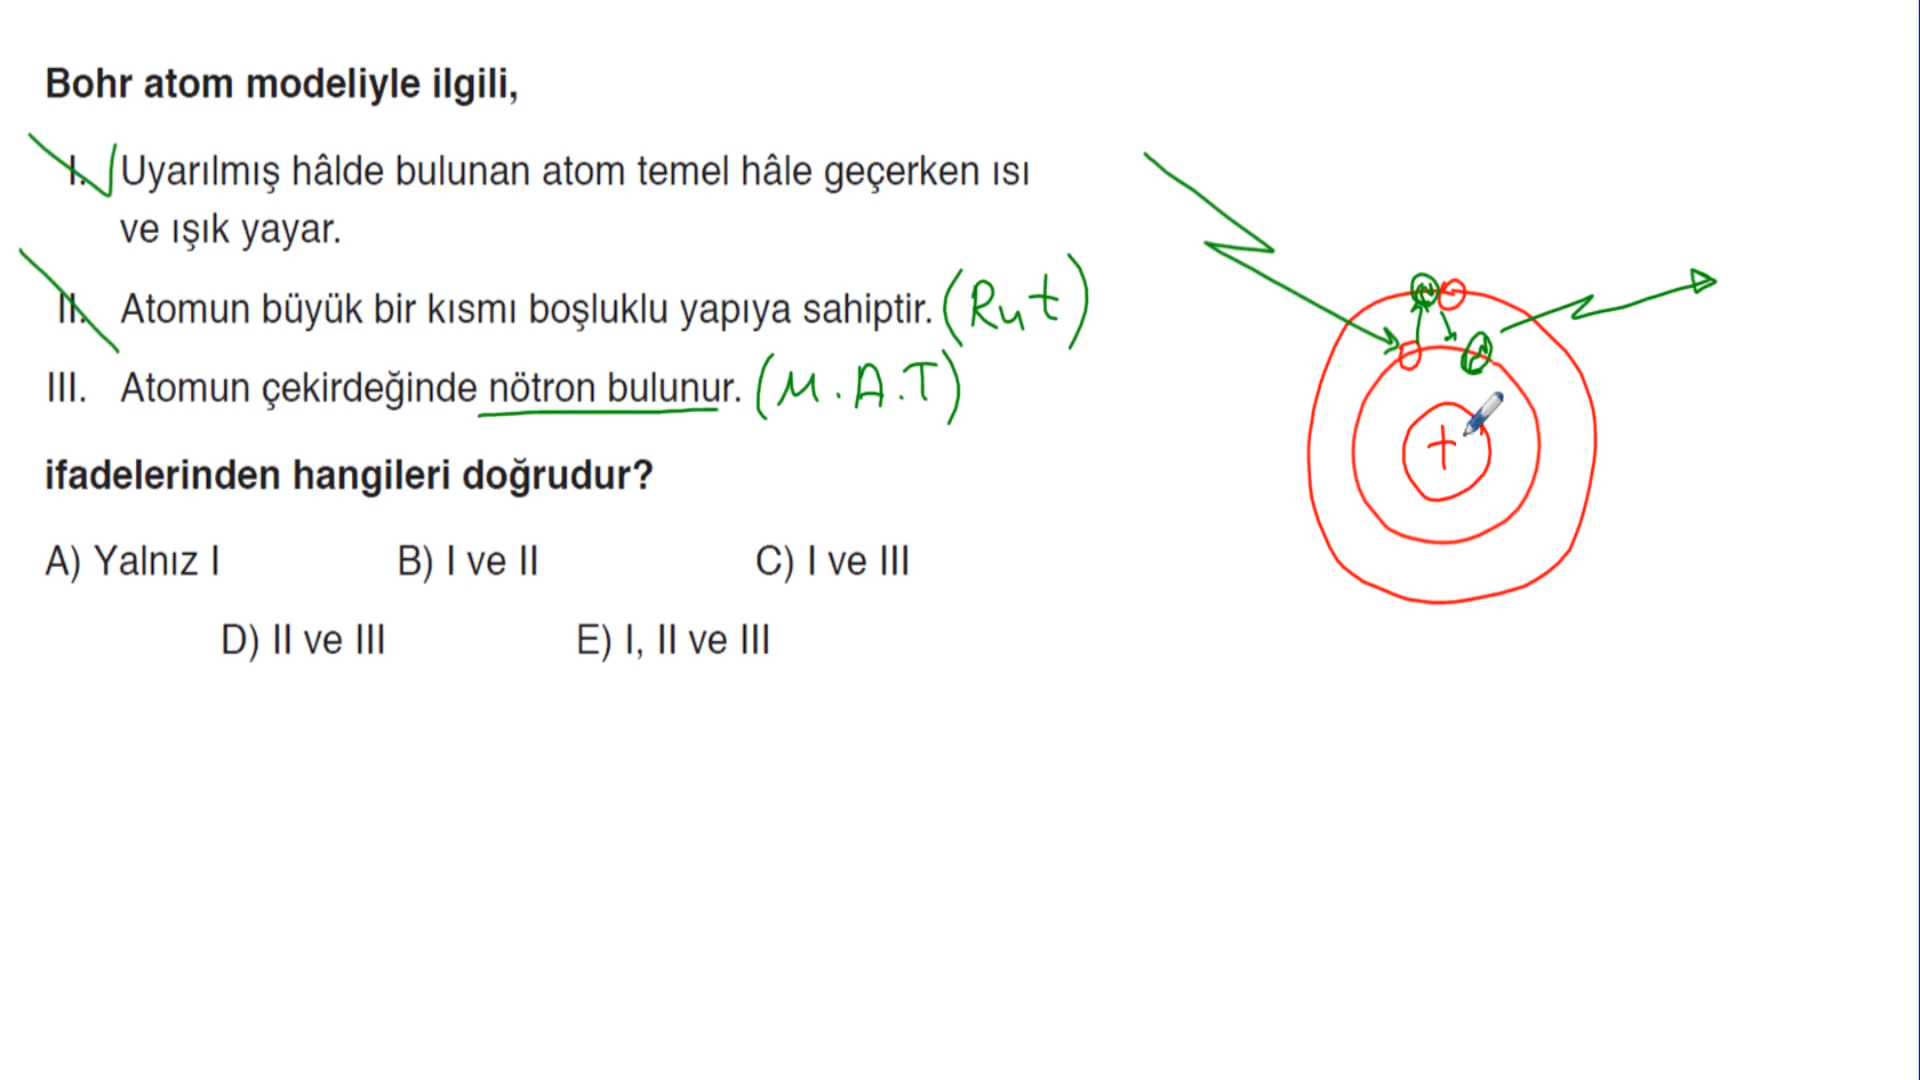 Bohr atom modeliyle ilgili,
I. Uyarılmış hâlde bulunan atom temel hâle geçerken ısı
ve ışık yayar.
II. Atomun büyük bir kısmı boşluklu yapıya sahiptir. (Rut)
III. Atomun çekirdeğinde nötron bulunur. (M.A.T)
ifadelerinden hangileri doğrudur?
A) Yalnız I B) I ve II C) I ve III
D) II ve III E) I, II ve III
+